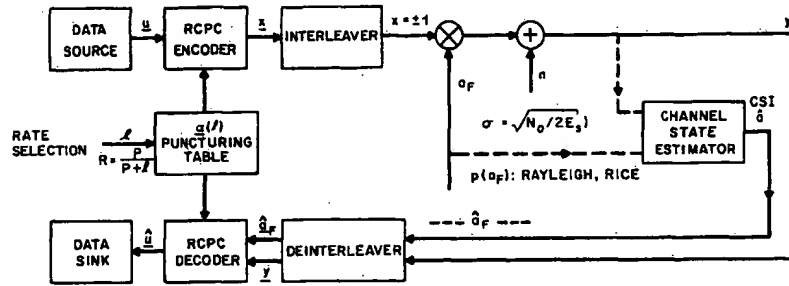 DATA
SOURCE
u
RCPC
ENCODER
x
INTERLEAVER
x = ±1
a_F
n
y
σ = √N₀/2E_s )
CHANNEL
STATE
ESTIMATOR
CSI
â
RATE
SELECTION
ℓ
R = P/P+ℓ
a(ℓ)
PUNCTURING
TABLE
p(a_F): RAYLEIGH, RICE
DATA
SINK
û
RCPC
DECODER
â_F
y
DEINTERLEAVER
â_F